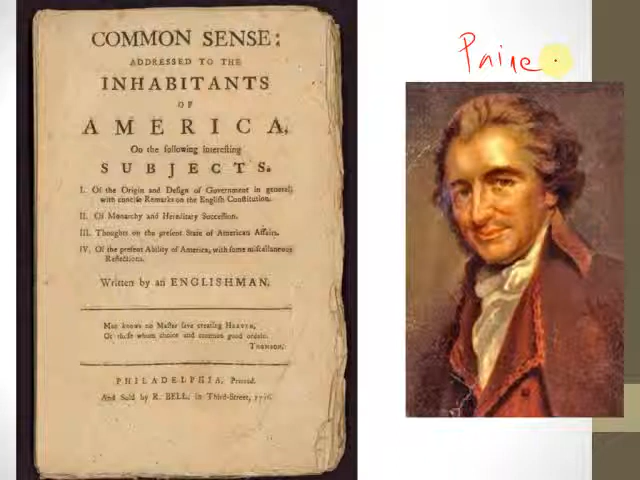 COMMON SENSE:
ADDRESSED TO THE
INHABITANTS
OF
AMERICA,
On the following interesting
SUBJECTS.
I. Of the Origin and Design of Government in general,
with concise Remarks on the English Constitution.
II. Of Monarchy and Hereditary Succession.
III. Thoughts on the present State of American Affairs.
IV. Of the present Ability of America, with some miscellaneous
Reflections.
Written by an ENGLISHMAN.
Man knows no Master save creating HEAVEN,
Or those whom choice and common good ordain.
THOMSON.
PHILADELPHIA, Printed.
And Sold by R. BELL, in Third-Street, 1776.
Paine